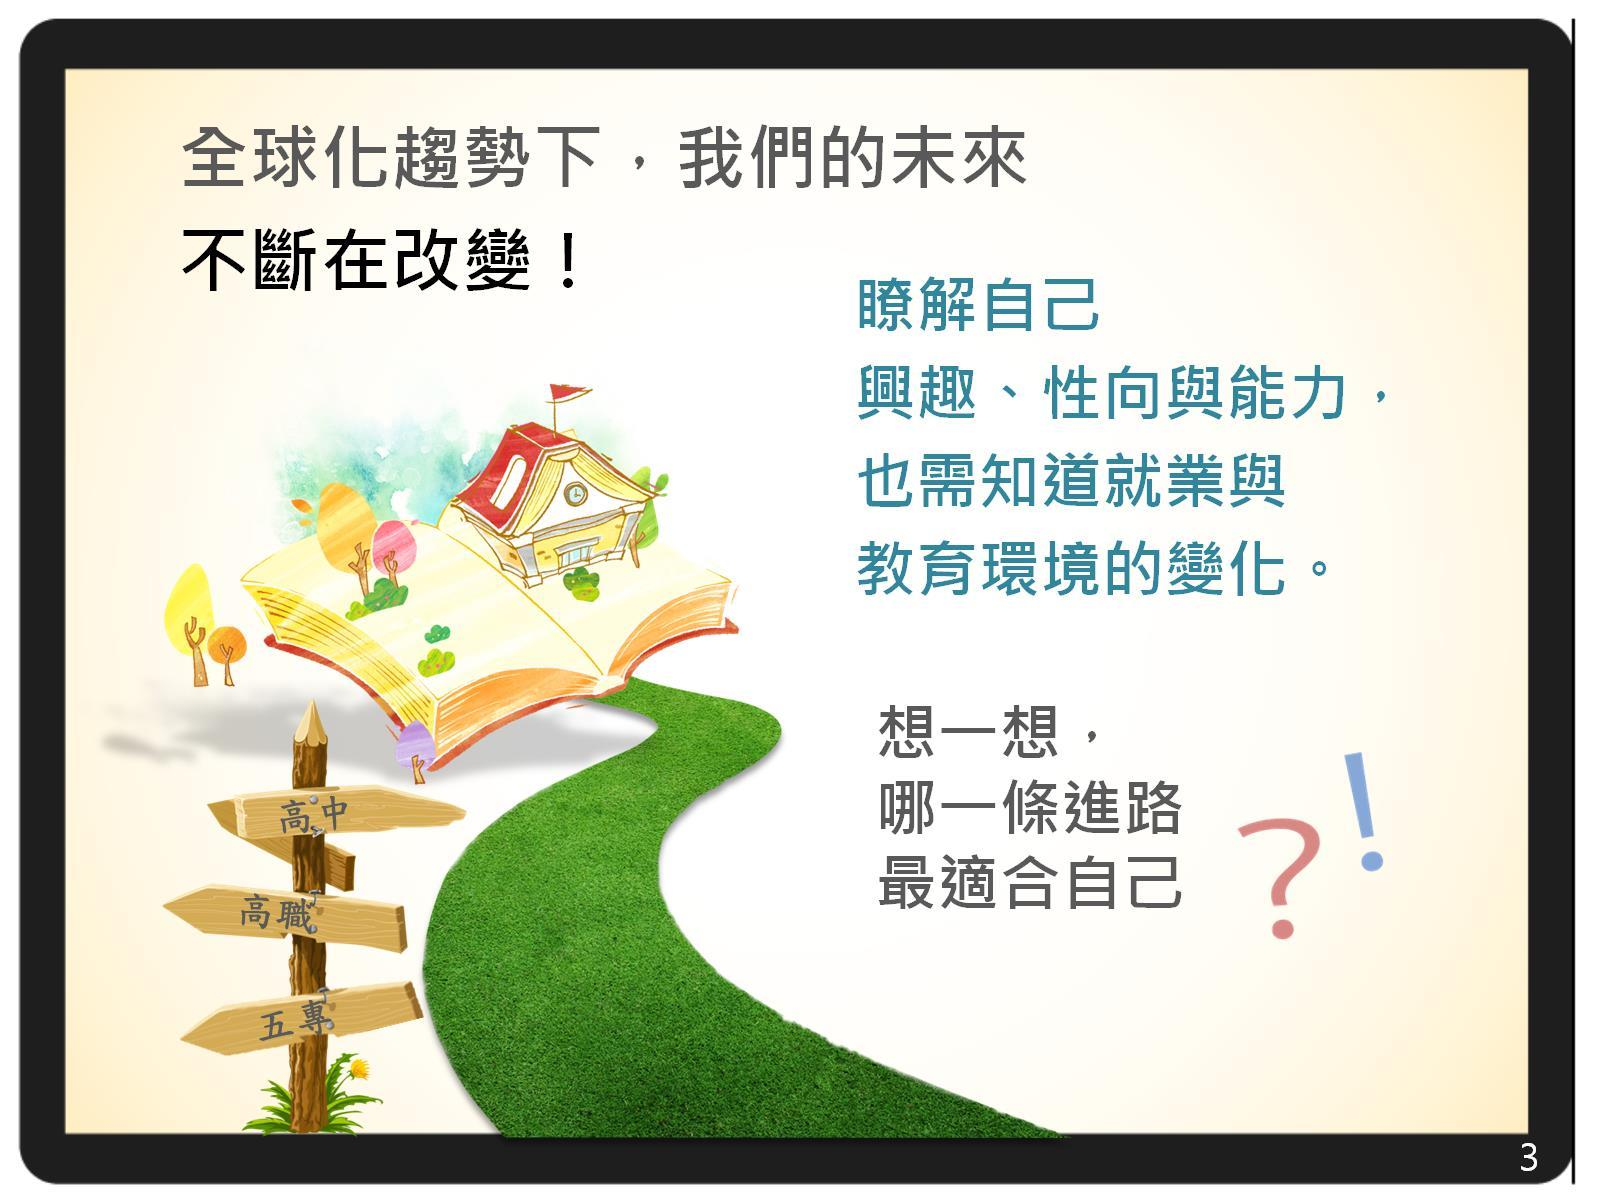 全球化趨勢下，我們的未來
不斷在改變！
瞭解自己
興趣、性向與能力，
也需知道就業與
教育環境的變化。
想一想，
哪一條進路
最適合自己
?!
高中
高職
五專
3